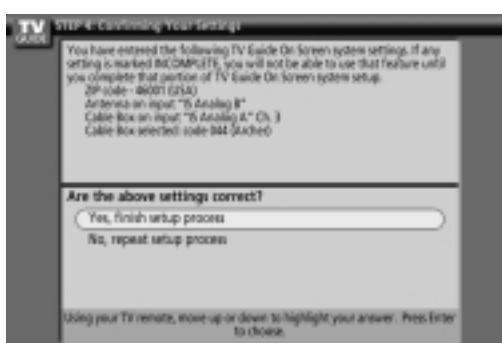 TV
GUIDE
STEP 4: Confirming Your Settings
You have entered the following TV Guide On Screen system settings. If any
setting is marked INCOMPLETE, you will not be able to use that feature until
you complete that portion of TV Guide On Screen system setup.
ZIP code - 46001 (USA)
Antenna on input "IS Analog B"
Cable Box on input "IS Analog A" Ch. 3
Cable Box selected: code 044 (Archer)
Are the above settings correct?
Yes, finish setup process
No, repeat setup process
Using your TV remote, move up or down to highlight your answer. Press Enter
to choose.